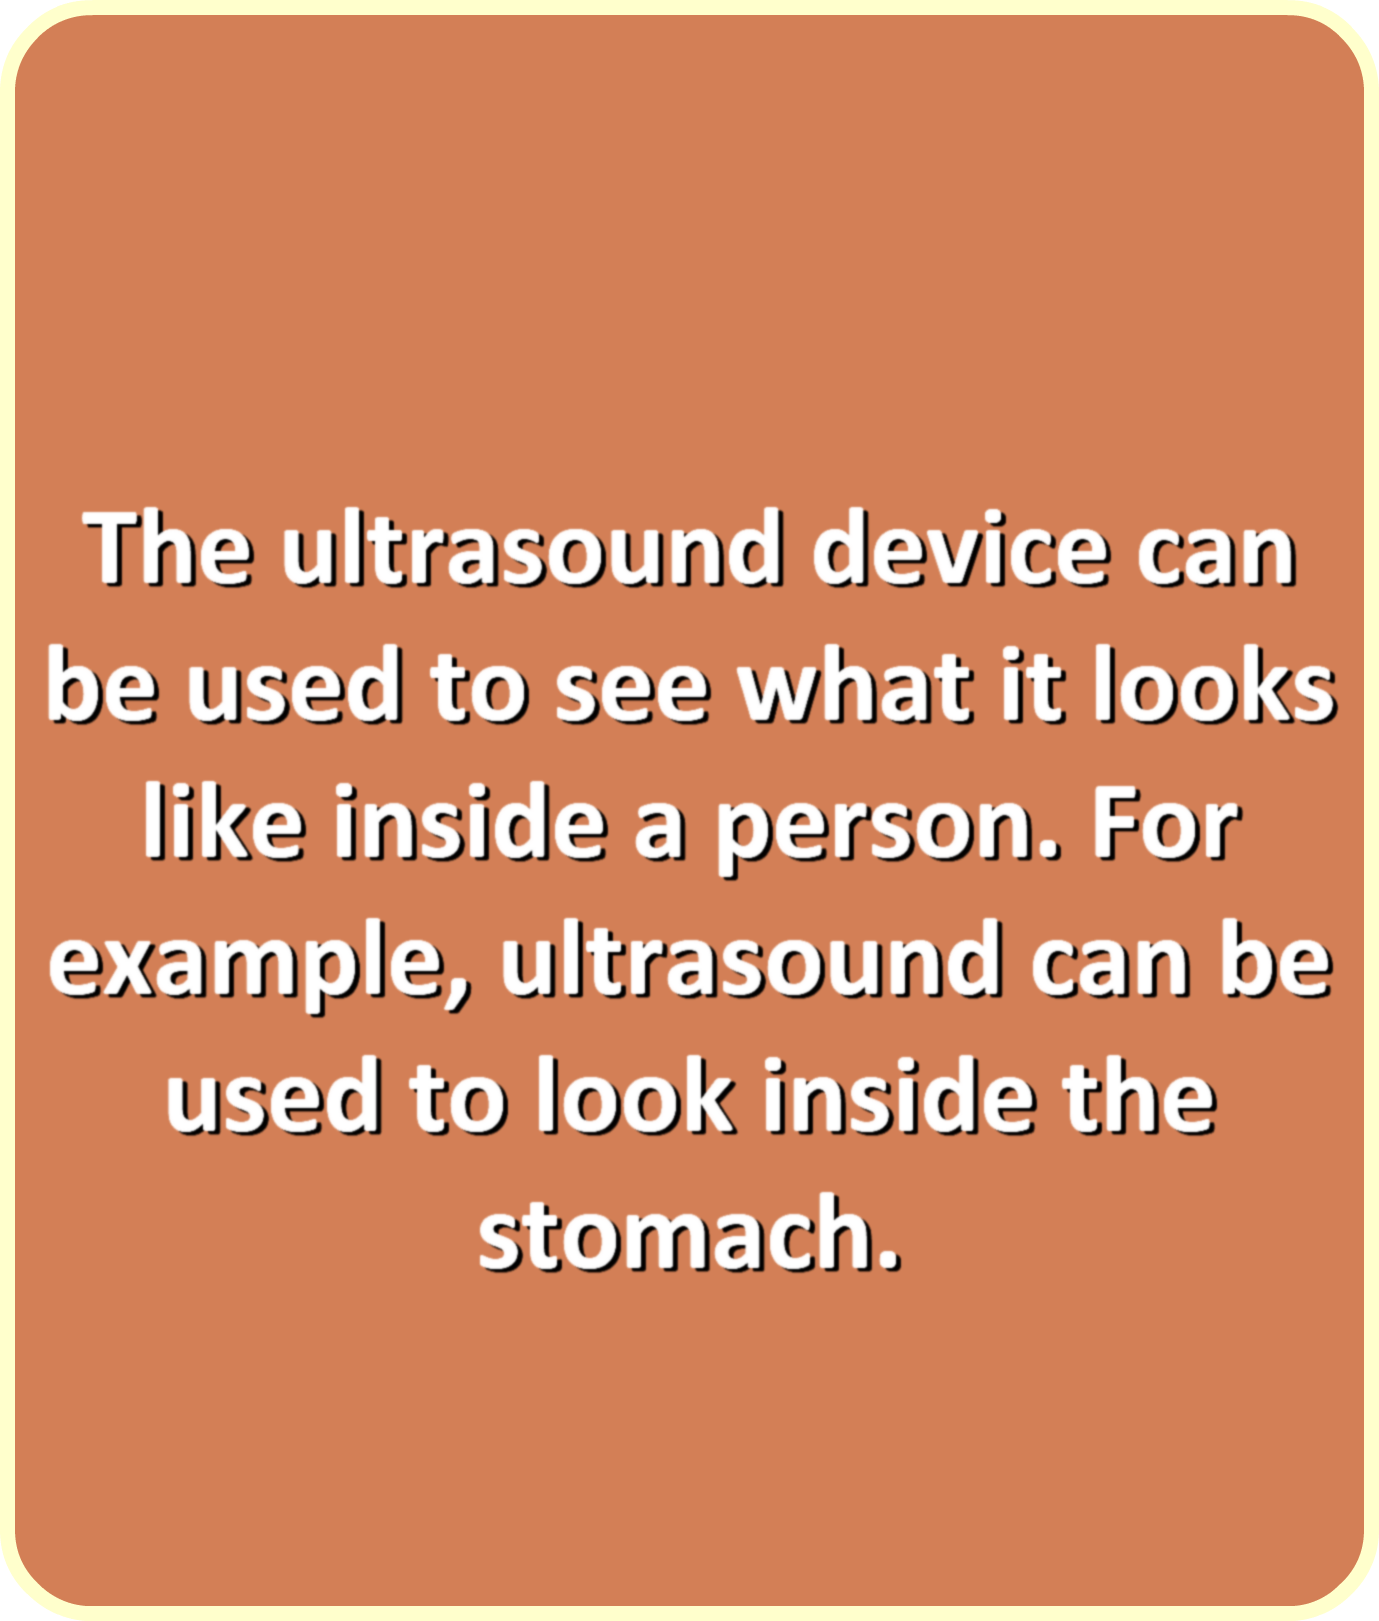 The ultrasound device can
be used to see what it looks
like inside a person. For
example, ultrasound can be
used to look inside the
stomach.